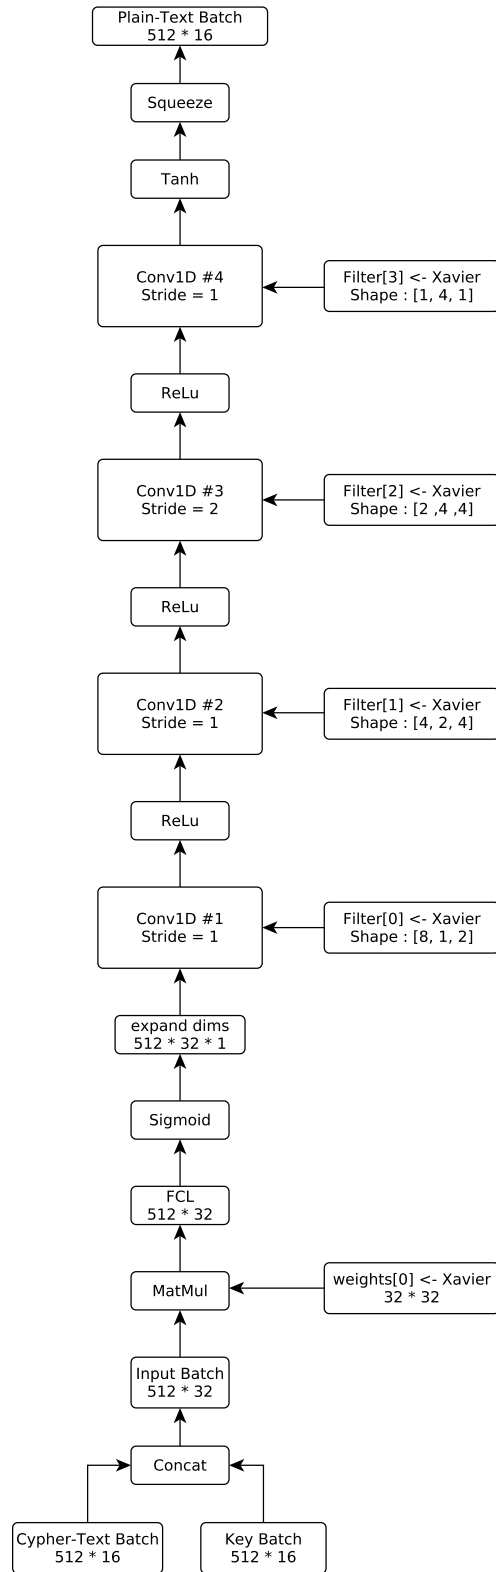 Plain-Text Batch
512 * 16
Squeeze
Tanh
Conv1D #4
Stride = 1
Filter[3] <- Xavier
Shape : [1, 4, 1]
ReLu
Conv1D #3
Stride = 2
Filter[2] <- Xavier
Shape : [2 ,4 ,4]
ReLu
Conv1D #2
Stride = 1
Filter[1] <- Xavier
Shape : [4, 2, 4]
ReLu
Conv1D #1
Stride = 1
Filter[0] <- Xavier
Shape : [8, 1, 2]
expand dims
512 * 32 * 1
Sigmoid
FCL
512 * 32
MatMul
weights[0] <- Xavier
32 * 32
Input Batch
512 * 32
Concat
Cypher-Text Batch
512 * 16
Key Batch
512 * 16